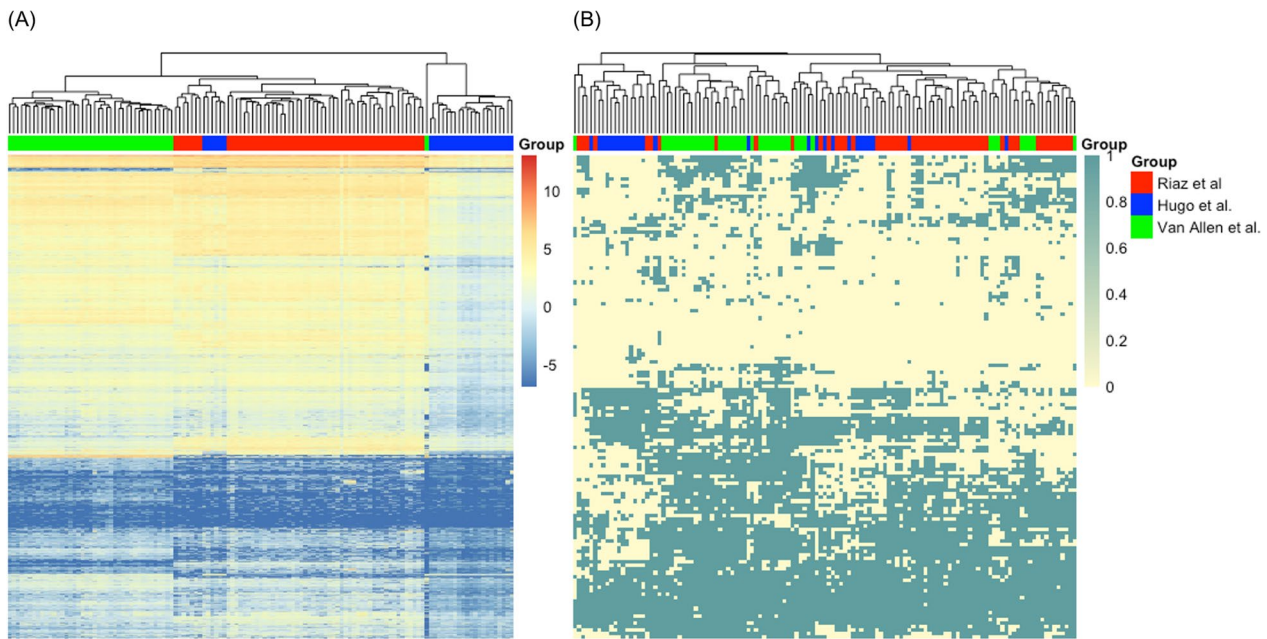 (A)
(B)
Group
10
5
0
-5
Group
1
0.8
0.6
0.4
0.2
0
Group
Riaz et al
Hugo et al.
Van Allen et al.